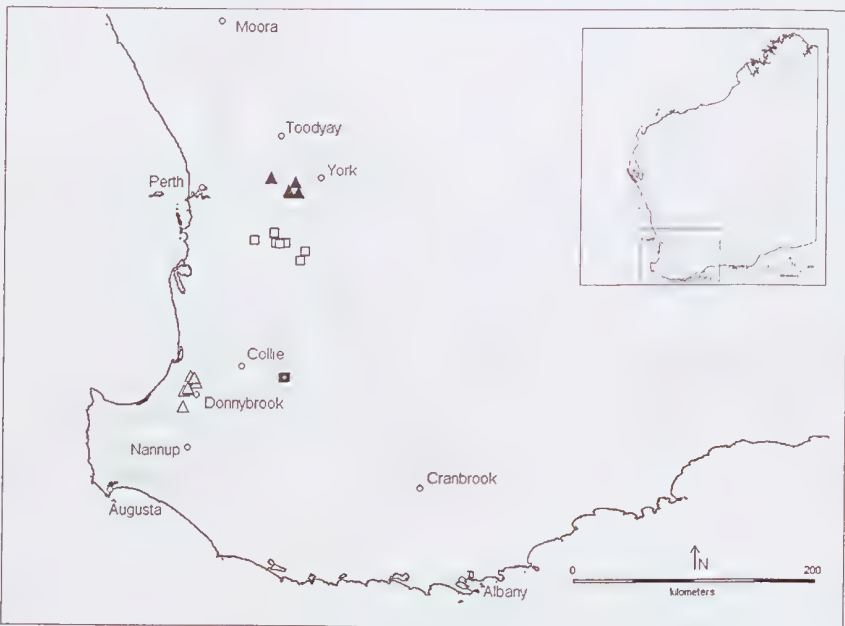 Moora
Toodyay
York
Perth
Collie
Donnybrook
Nannup
Cranbrook
Augusta
N
0
200
kilometers
Albany